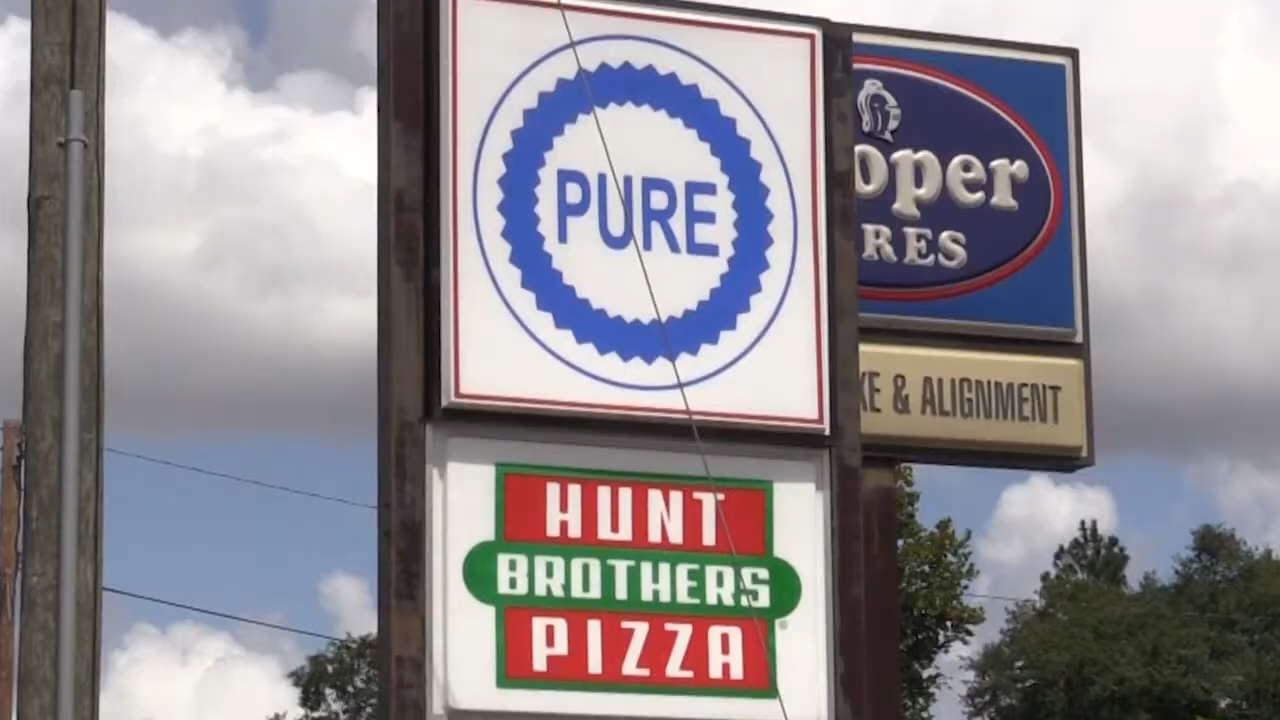 PURE
oper
RES
KE & ALIGNMENT
HUNT
BROTHERS
PIZZA